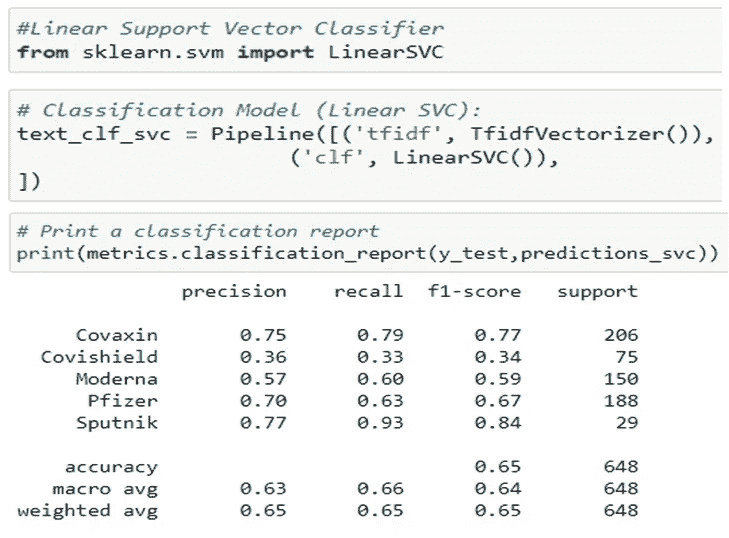 #Linear Support Vector Classifier
from sklearn.svm import LinearSVC
# Classification Model (Linear SVC):
text_clf_svc = Pipeline([('tfidf', TfidfVectorizer()),
('clf', LinearSVC()),
])
# Print a classification report
print(metrics.classification_report(y_test,predictions_svc))
precision recall f1-score support
Covaxin 0.75 0.79 0.77 206
Covishield 0.36 0.33 0.34 75
Moderna 0.57 0.60 0.59 150
Pfizer 0.70 0.63 0.67 188
Sputnik 0.77 0.93 0.84 29
accuracy 0.65 648
macro avg 0.63 0.66 0.64 648
weighted avg 0.65 0.65 0.65 648